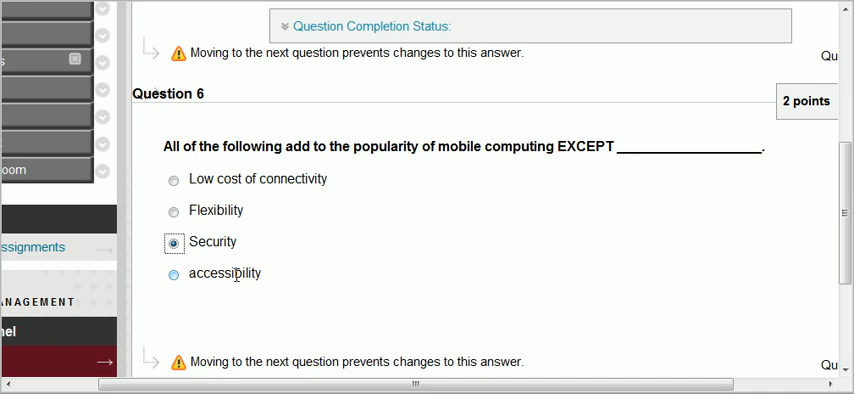 Question Completion Status:
Moving to the next question prevents changes to this answer.
Qu
Question 6
2 points
All of the following add to the popularity of mobile computing EXCEPT ___________________.
Low cost of connectivity
Flexibility
Security
accessibility
Moving to the next question prevents changes to this answer.
Qu
s
oom
ssignments
ANAGEMENT
nel